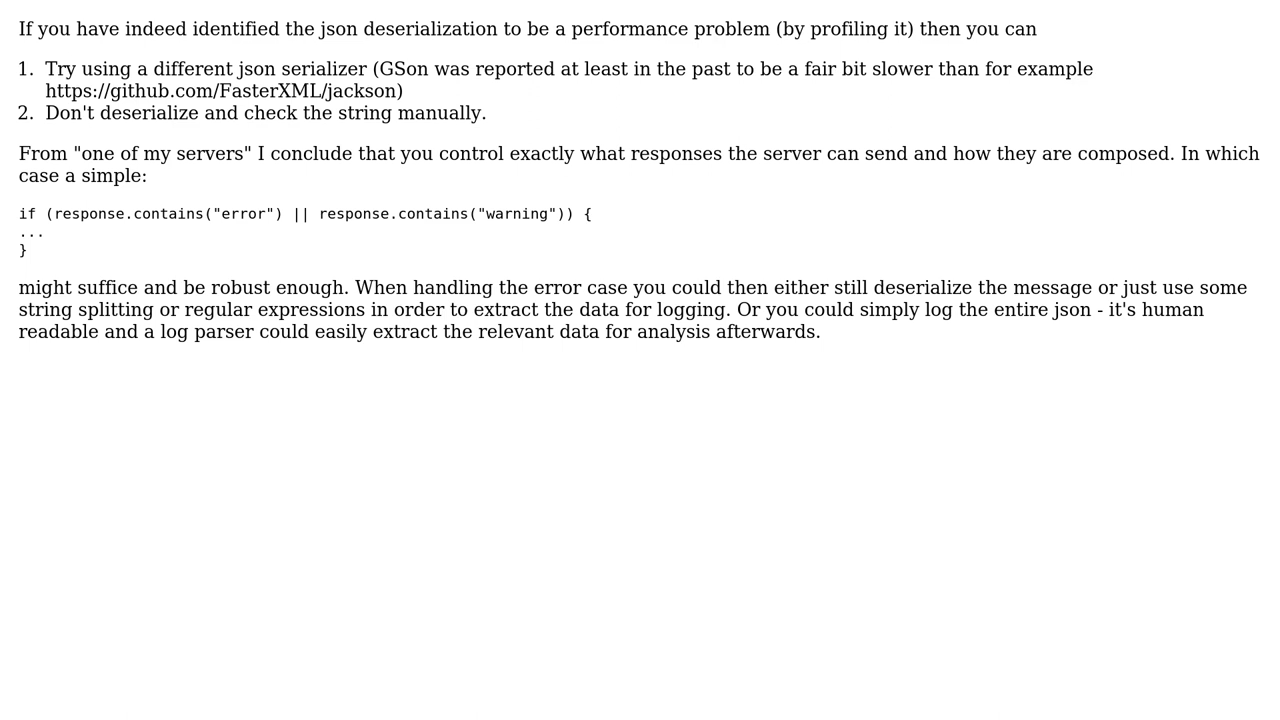 If you have indeed identified the json deserialization to be a performance problem (by profiling it) then you can
1. Try using a different json serializer (GSon was reported at least in the past to be a fair bit slower than for example
https://github.com/FasterXML/jackson)
2. Don't deserialize and check the string manually.
From "one of my servers" I conclude that you control exactly what responses the server can send and how they are composed. In which
case a simple:
if (response.contains("error") || response.contains("warning")) {
...
}
might suffice and be robust enough. When handling the error case you could then either still deserialize the message or just use some
string splitting or regular expressions in order to extract the data for logging. Or you could simply log the entire json - it's human
readable and a log parser could easily extract the relevant data for analysis afterwards.